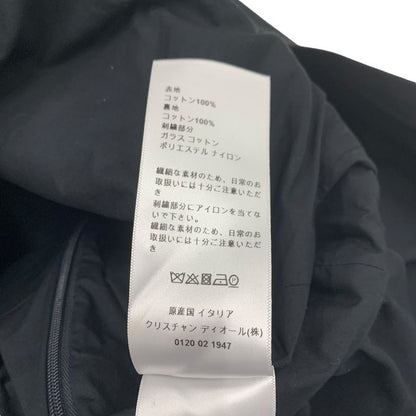 表地
コットン100%
裏地
コットン100%
刺繍部分
ガラス コットン
ポリエステル ナイロン
繊細な素材のため、日常のお
取扱いには十分ご注意いただき
刺繍部分にアイロンを当てな
いで下さい。
繊細な素材のため、日常のお
取扱いには十分ご注意いただき
原産国 イタリア
クリスチャン ディオール(株)
0120 02 1947